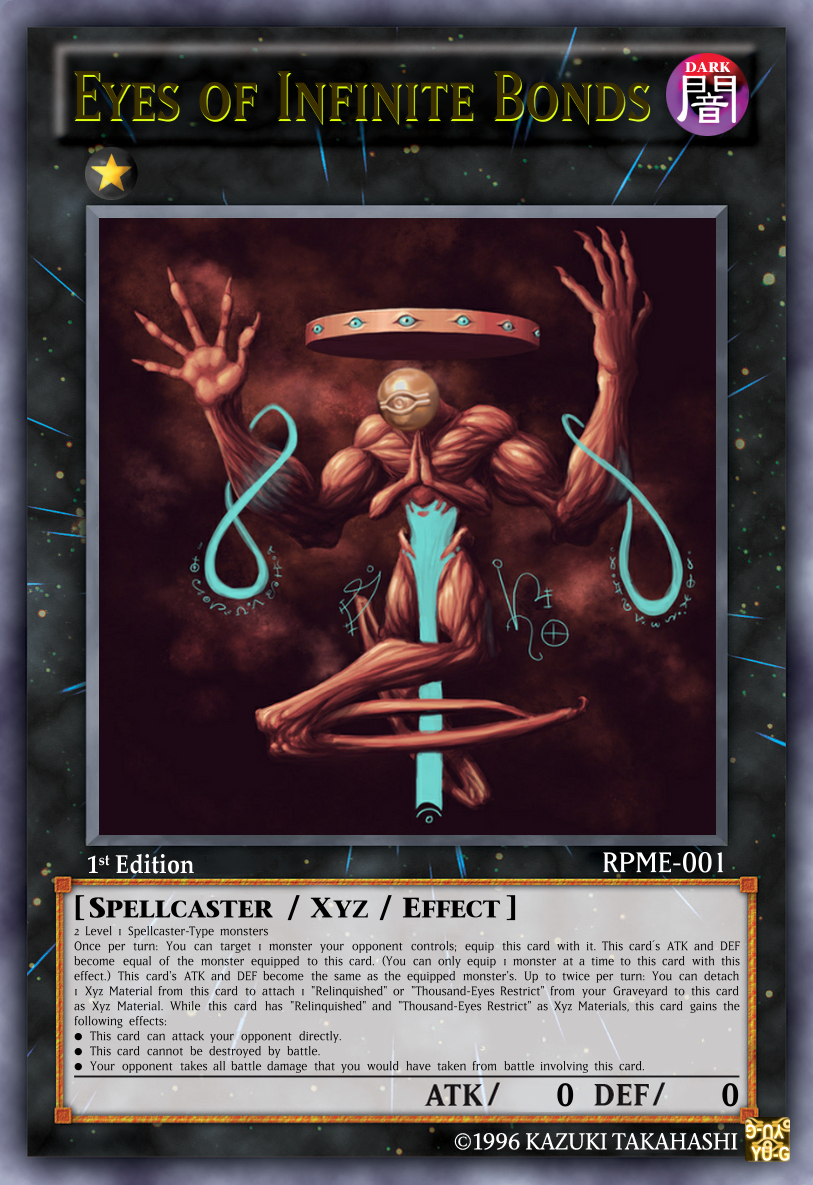 Eyes of Infinite Bonds
DARK
闇
1st Edition
RPME-001
[ Spellcaster / Xyz / Effect ]
2 Level 1 Spellcaster-Type monsters
Once per turn: You can target 1 monster your opponent controls; equip this card with it. This card's ATK and DEF
become equal of the monster equipped to this card. (You can only equip 1 monster at a time to this card with this
effect.) This card's ATK and DEF become the same as the equipped monster's. Up to twice per turn: You can detach
1 Xyz Material from this card to attach 1 "Relinquished" or "Thousand-Eyes Restrict" from your Graveyard to this card
as Xyz Material. While this card has "Relinquished" and "Thousand-Eyes Restrict" as Xyz Materials, this card gains the
following effects:
● This card can attack your opponent directly.
● This card cannot be destroyed by battle.
● Your opponent takes all battle damage that you would have taken from battle involving this card.
ATK/ 0 DEF/ 0
©1996 KAZUKI TAKAHASHI
YU-G